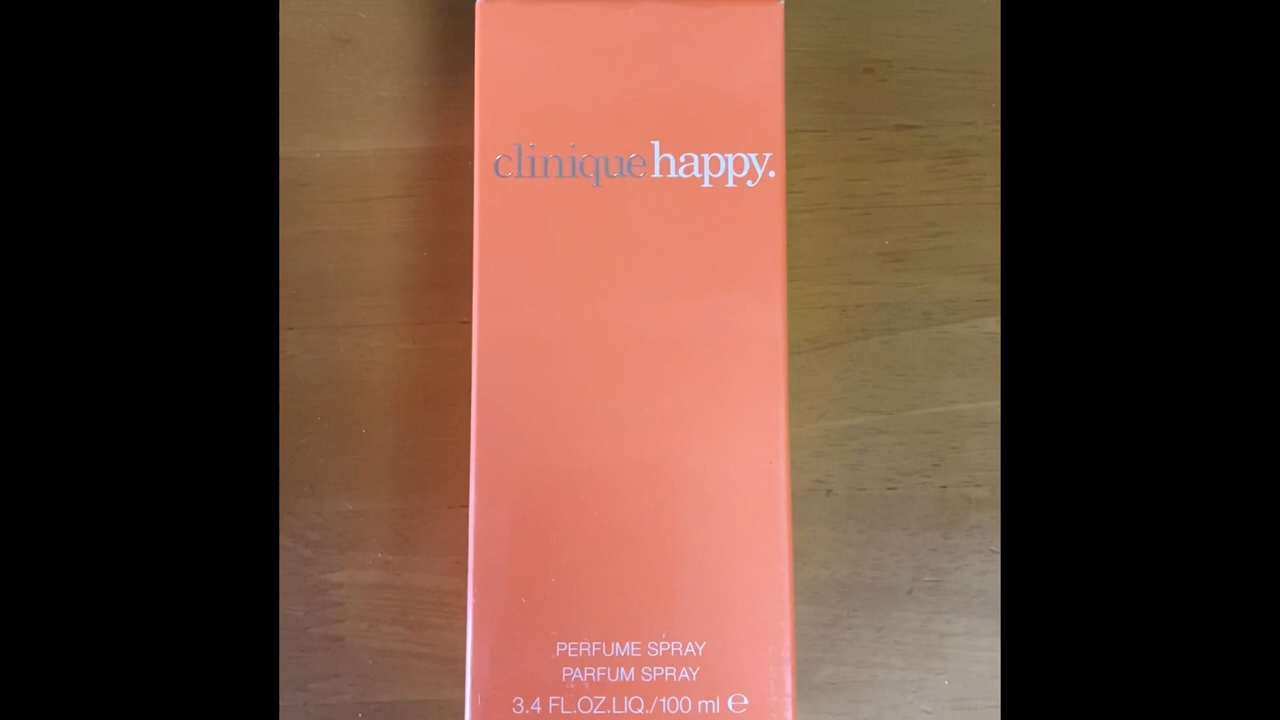 clinique happy.
PERFUME SPRAY
PARFUM SPRAY
3.4 FL.OZ.LIQ./100 ml ℮